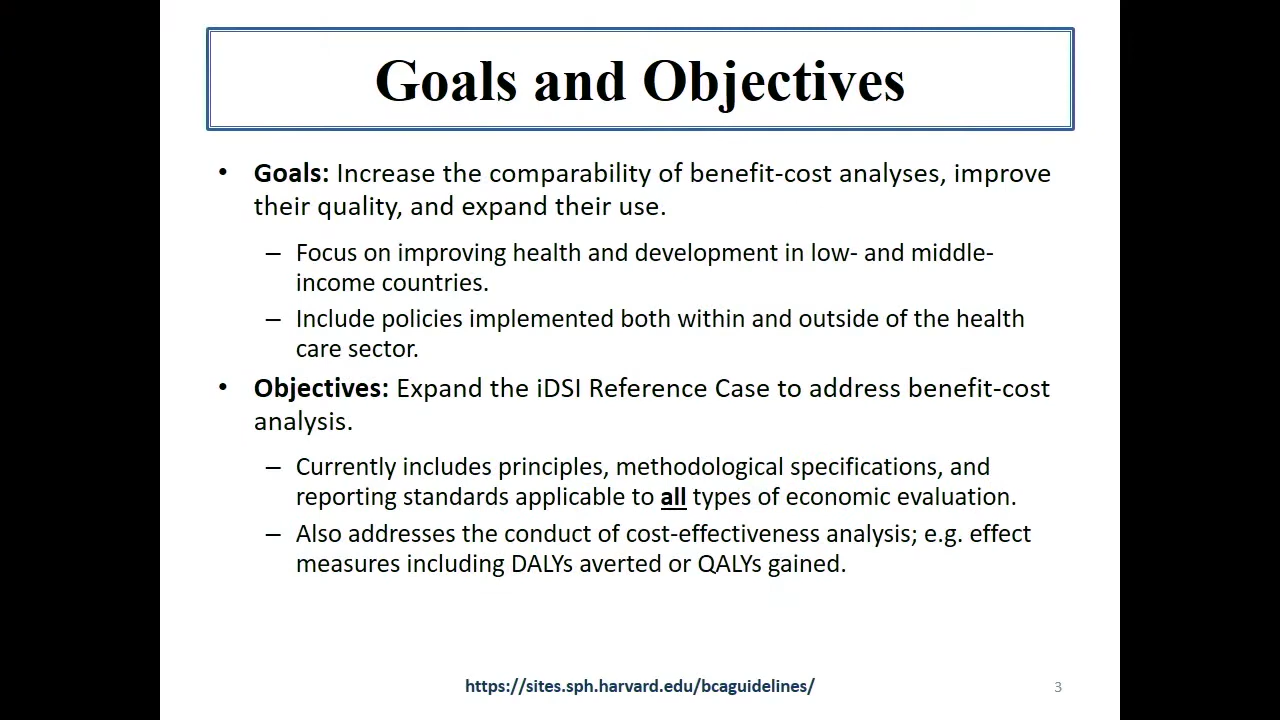 Goals and Objectives
• Goals: Increase the comparability of benefit-cost analyses, improve
their quality, and expand their use.
– Focus on improving health and development in low- and middle-
income countries.
– Include policies implemented both within and outside of the health
care sector.
• Objectives: Expand the iDSI Reference Case to address benefit-cost
analysis.
– Currently includes principles, methodological specifications, and
reporting standards applicable to all types of economic evaluation.
– Also addresses the conduct of cost-effectiveness analysis; e.g. effect
measures including DALYs averted or QALYs gained.
https://sites.sph.harvard.edu/bcaguidelines/
3